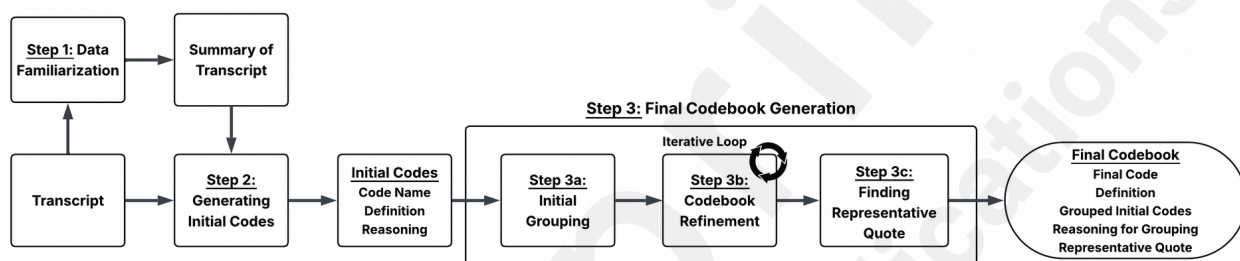 Step 1: Data
Familiarization
Summary of
Transcript
Step 3: Final Codebook Generation
Iterative Loop
Transcript
Step 2:
Generating
Initial Codes
Initial Codes
Code Name
Definition
Reasoning
Step 3a:
Initial
Grouping
Step 3b:
Codebook
Refinement
Step 3c:
Finding
Representative
Quote
Final Codebook
Final Code
Definition
Grouped Initial Codes
Reasoning for Grouping
Representative Quote